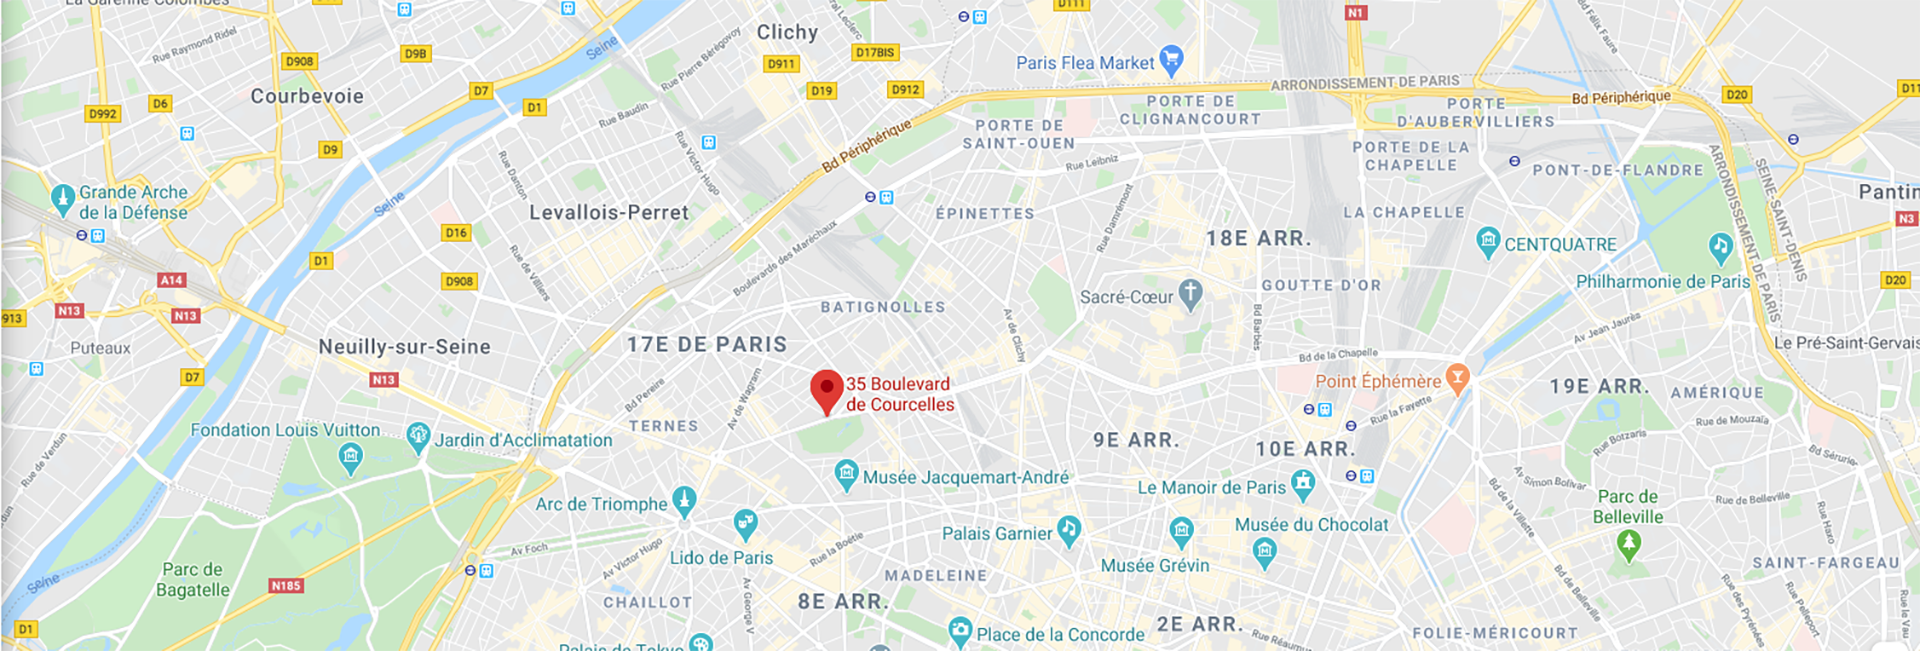 La Garenne Colombes
D11
D111
N1
Clichy
Seine
D9B
D17BIS
D908
D911
Rue Raymond Ridel
Rue Pierre Bérégovoy
Paris Flea Market
ARRONDISSEMENT DE PARIS
Courbevoie
D7
D19
D912
D6
D1
D992
Rue Baudin
Bd Périphérique
Bd Périphérique
D20
PORTE DE
CLIGNANCOURT
PORTE
D'AUBERVILLIERS
PORTE DE
SAINT-OUEN
D9
Rue Victor Hugo
Rue Danton
Rue Leibniz
PORTE DE LA
CHAPELLE
PONT-DE-FLANDRE
ARRONDISSEMENT DE PARIS
SEINE-SAINT-DENIS
Pantin
N3
Grande Arche
de la Défense
Seine
Levallois-Perret
ÉPINETTES
Rue Damrémont
LA CHAPELLE
18E ARR.
CENTQUATRE
D16
D1
D908
Rue de Villiers
Boulevards des Maréchaux
A14
N13
N13
913
Philharmonie de Paris
D20
GOUTTE D'OR
Sacré-Cœur
BATIGNOLLES
Av de Clichy
Bd Barbès
Av Jean Jaurès
Le Pré-Saint-Gervais
Puteaux
Neuilly-sur-Seine
17E DE PARIS
Bd de la Chapelle
D7
N13
Bd Pereire
Av de Wagram
35 Boulevard
de Courcelles
Point Éphémère
19E ARR.
AMÉRIQUE
Rue la Fayette
Rue de Mouzaïa
TERNES
Fondation Louis Vuitton
Jardin d'Acclimatation
9E ARR.
10E ARR.
Rue Botzaris
Bd Sérurier
Rue de Verdun
Musée Jacquemart-André
Le Manoir de Paris
Av Simon Bolivar
Bd de la Villette
Parc de
Belleville
Rue de Belleville
Arc de Triomphe
Lido de Paris
Palais Garnier
Musée du Chocolat
Musée Grévin
Rue Haxo
Av Foch
Av Victor Hugo
Rue la Boétie
SAINT-FARGEAU
Seine
Parc de
Bagatelle
N185
MADELEINE
Bd de Belleville
CHAILLOT
Av George V
8E ARR.
2E ARR.
Rue des Pyrénées
Rue Pelleport
D1
Palais de Tokyo
Place de la Concorde
Rue Réaumur
FOLIE-MÉRICOURT